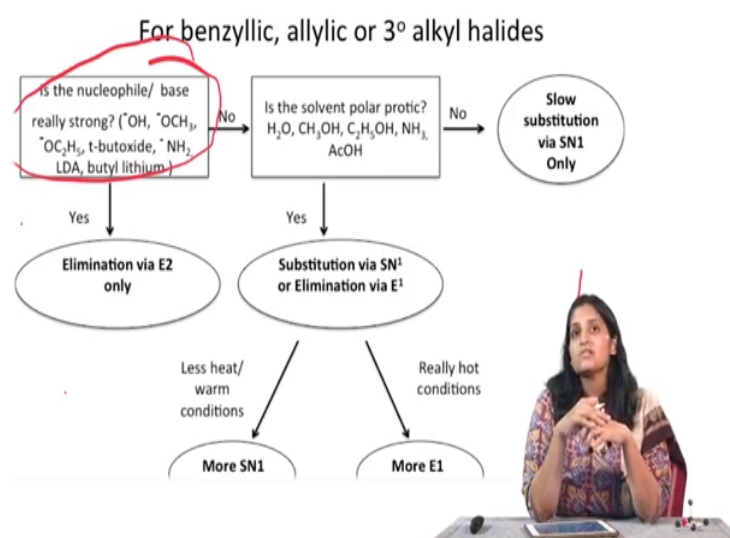 For benzyllic, allylic or 3º alkyl halides
Is the nucleophile/ base
really strong? (⁻OH, ⁻OCH₃,
⁻OC₂H₅, t-butoxide, ⁻NH₂,
LDA, butyl lithium )
No
Is the solvent polar protic?
H₂O, CH₃OH, C₂H₅OH, NH₃,
AcOH
No
Slow
substitution
via SN1
Only
Yes
Yes
Elimination via E2
only
Substitution via SN¹
or Elimination via E¹
Less heat/
warm
conditions
Really hot
conditions
More SN1
More E1